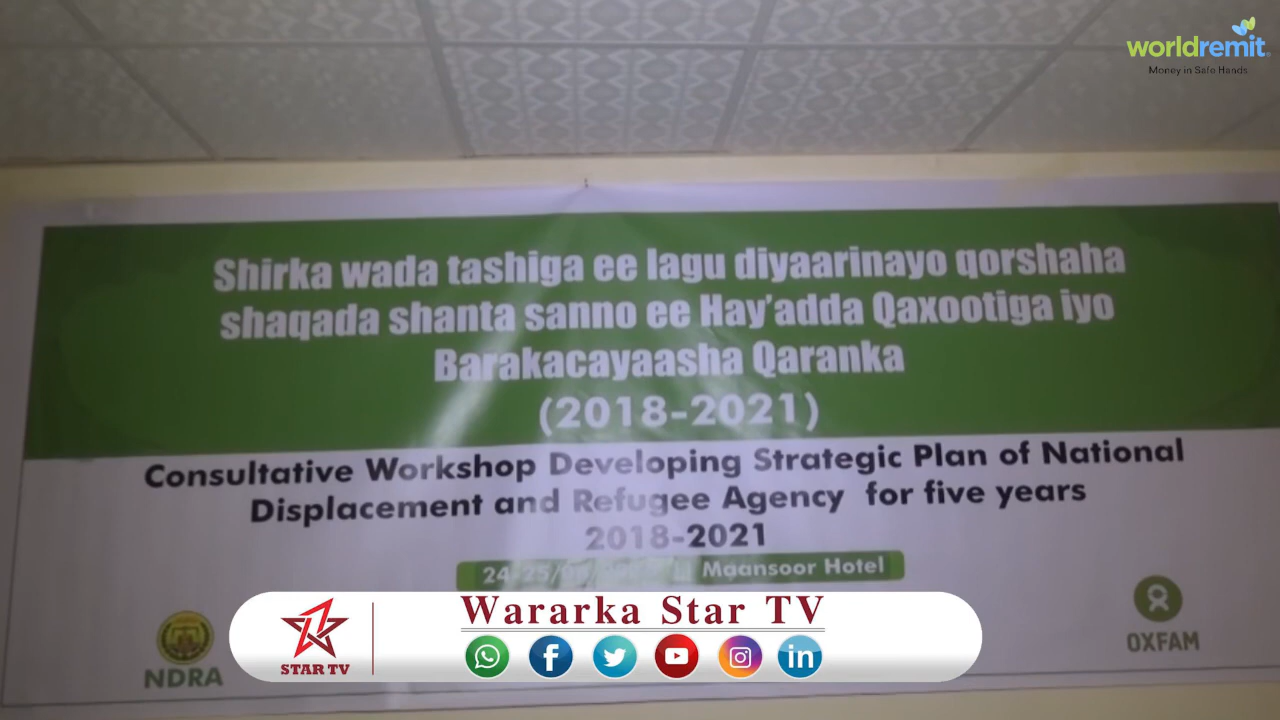 worldremit
Money in Safe Hands
Shirka wada tashiga ee lagu diyaarinayo qorshaha
shaqada shanta sanno ee Hay'adda Qaxootiga iyo
Barakacayaasha Qaranka
(2018-2021)
Consultative Workshop Developing Strategic Plan of National
Displacement and Refugee Agency for five years
2018-2021
Maansoor Hotel
NDRA
STAR TV
Wararka Star TV
OXFAM